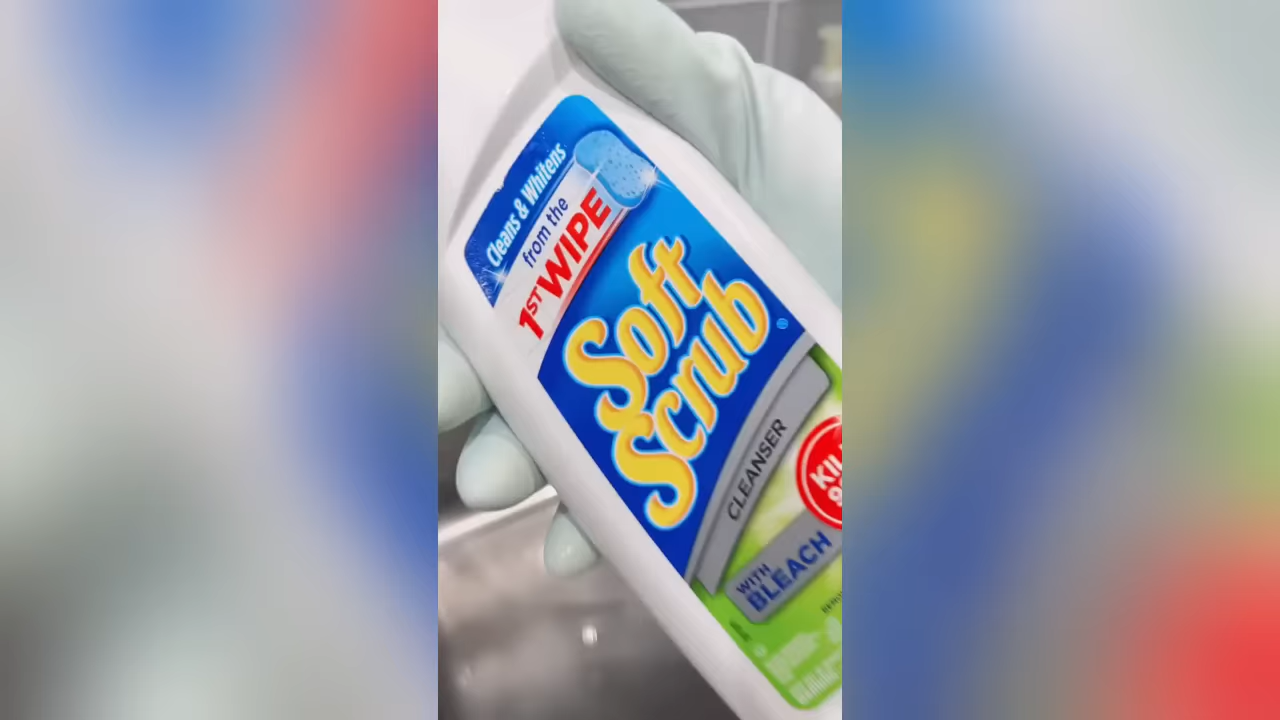 Cleans & Whitens
from the
1ST WIPE
Soft
Scrub
CLEANSER
WITH
BLEACH